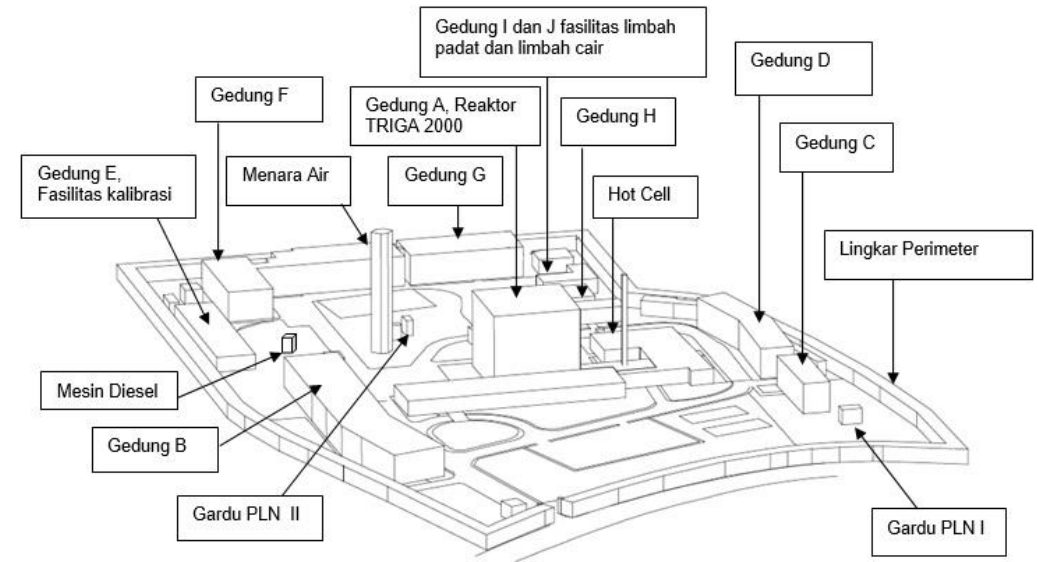 Gedung I dan J fasilitas limbah
padat dan limbah cair
Gedung D
Gedung F
Gedung A, Reaktor
TRIGA 2000
Gedung H
Gedung C
Gedung E,
Fasilitas kalibrasi
Menara Air
Gedung G
Hot Cell
Lingkar Perimeter
Mesin Diesel
Gedung B
Gardu PLN II
Gardu PLN I